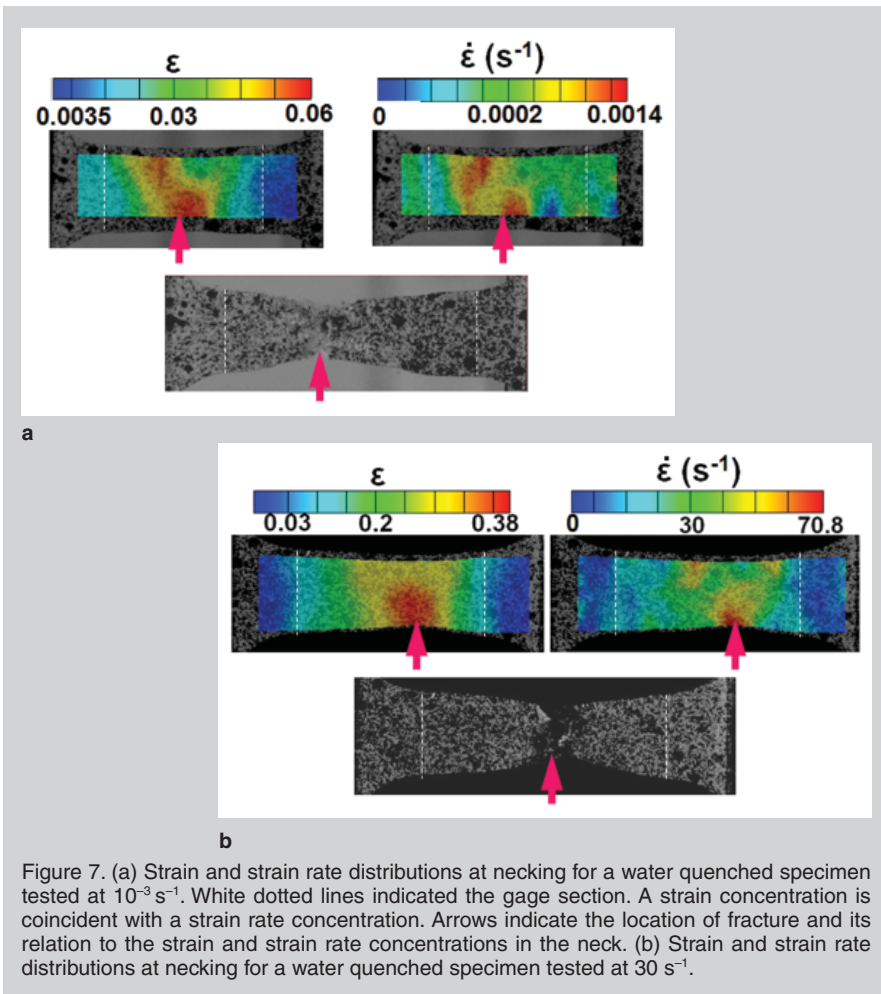 ε ε̇ (s⁻¹)
0.0035 0.03 0.06 0 0.0002 0.0014
a
ε ε̇ (s⁻¹)
0.03 0.2 0.38 0 30 70.8
b
Figure 7. (a) Strain and strain rate distributions at necking for a water quenched specimen
tested at 10⁻³ s⁻¹. White dotted lines indicated the gage section. A strain concentration is
coincident with a strain rate concentration. Arrows indicate the location of fracture and its
relation to the strain and strain rate concentrations in the neck. (b) Strain and strain rate
distributions at necking for a water quenched specimen tested at 30 s⁻¹.